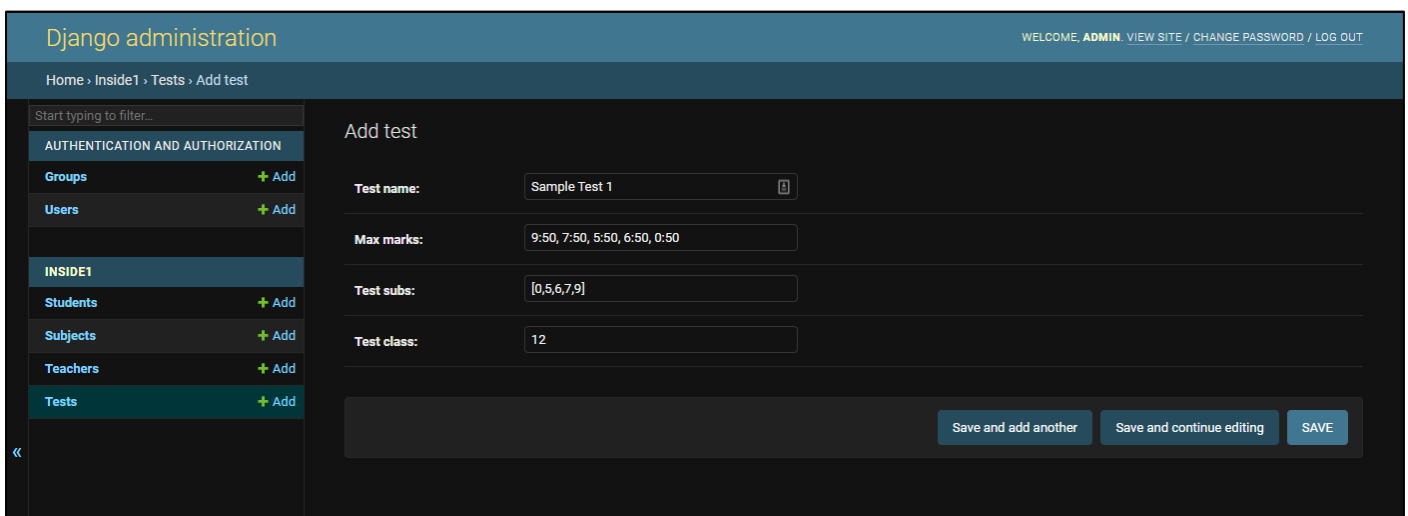 Django administration
WELCOME, ADMIN. VIEW SITE / CHANGE PASSWORD / LOG OUT
Home › Inside1 › Tests › Add test
Start typing to filter...
AUTHENTICATION AND AUTHORIZATION
Groups + Add
Users + Add
INSIDE1
Students + Add
Subjects + Add
Teachers + Add
Tests + Add
«
Add test
Test name: Sample Test 1
Max marks: 9:50, 7:50, 5:50, 6:50, 0:50
Test subs: [0,5,6,7,9]
Test class: 12
Save and add another Save and continue editing SAVE